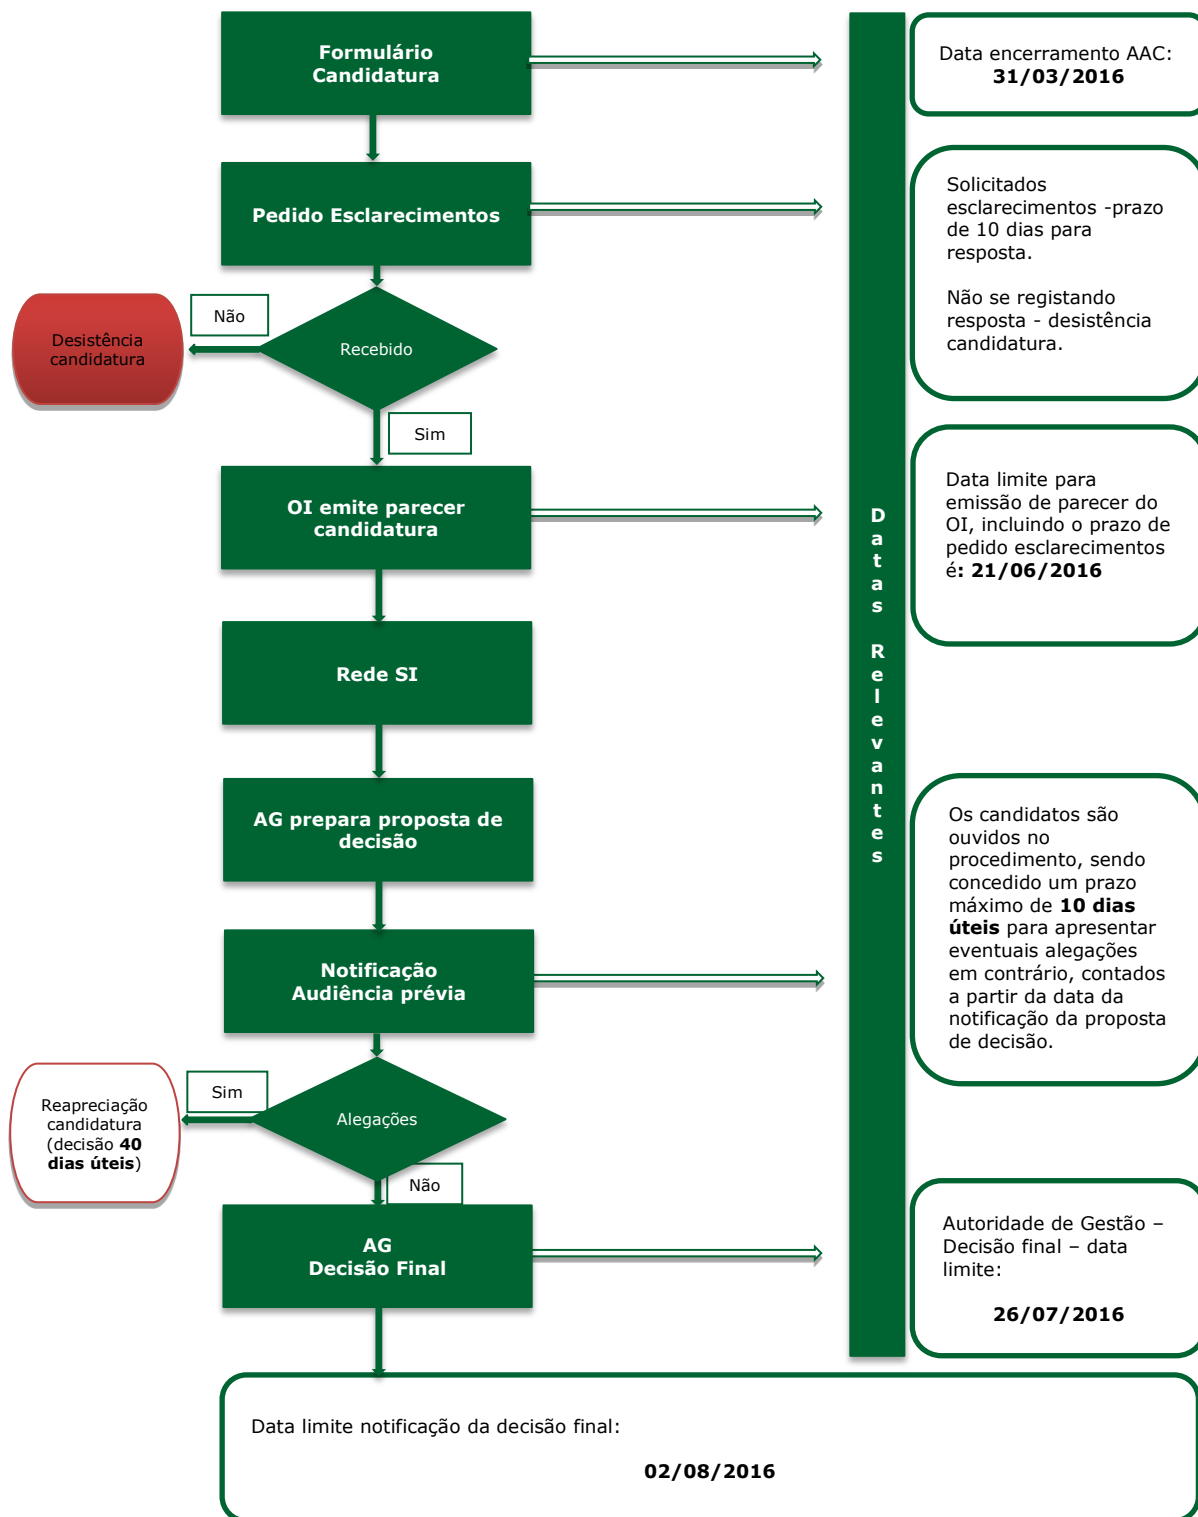 Formulário
Candidatura
Data encerramento AAC:
31/03/2016
Pedido Esclarecimentos
Solicitados
esclarecimentos -prazo
de 10 dias para
resposta.
Não se registando
resposta - desistência
candidatura.
Não
Desistência
candidatura
Recebido
Sim
OI emite parecer
candidatura
Data limite para
emissão de parecer do
OI, incluindo o prazo de
pedido esclarecimentos
é: 21/06/2016
Datas Relevantes
Rede SI
AG prepara proposta de
decisão
Os candidatos são
ouvidos no
procedimento, sendo
concedido um prazo
máximo de 10 dias
úteis para apresentar
eventuais alegações
em contrário, contados
a partir da data da
notificação da proposta
de decisão.
Notificação
Audiência prévia
Sim
Reapreciação
candidatura
(decisão 40
dias úteis)
Alegações
Não
AG
Decisão Final
Autoridade de Gestão –
Decisão final – data
limite:
26/07/2016
Data limite notificação da decisão final:
02/08/2016